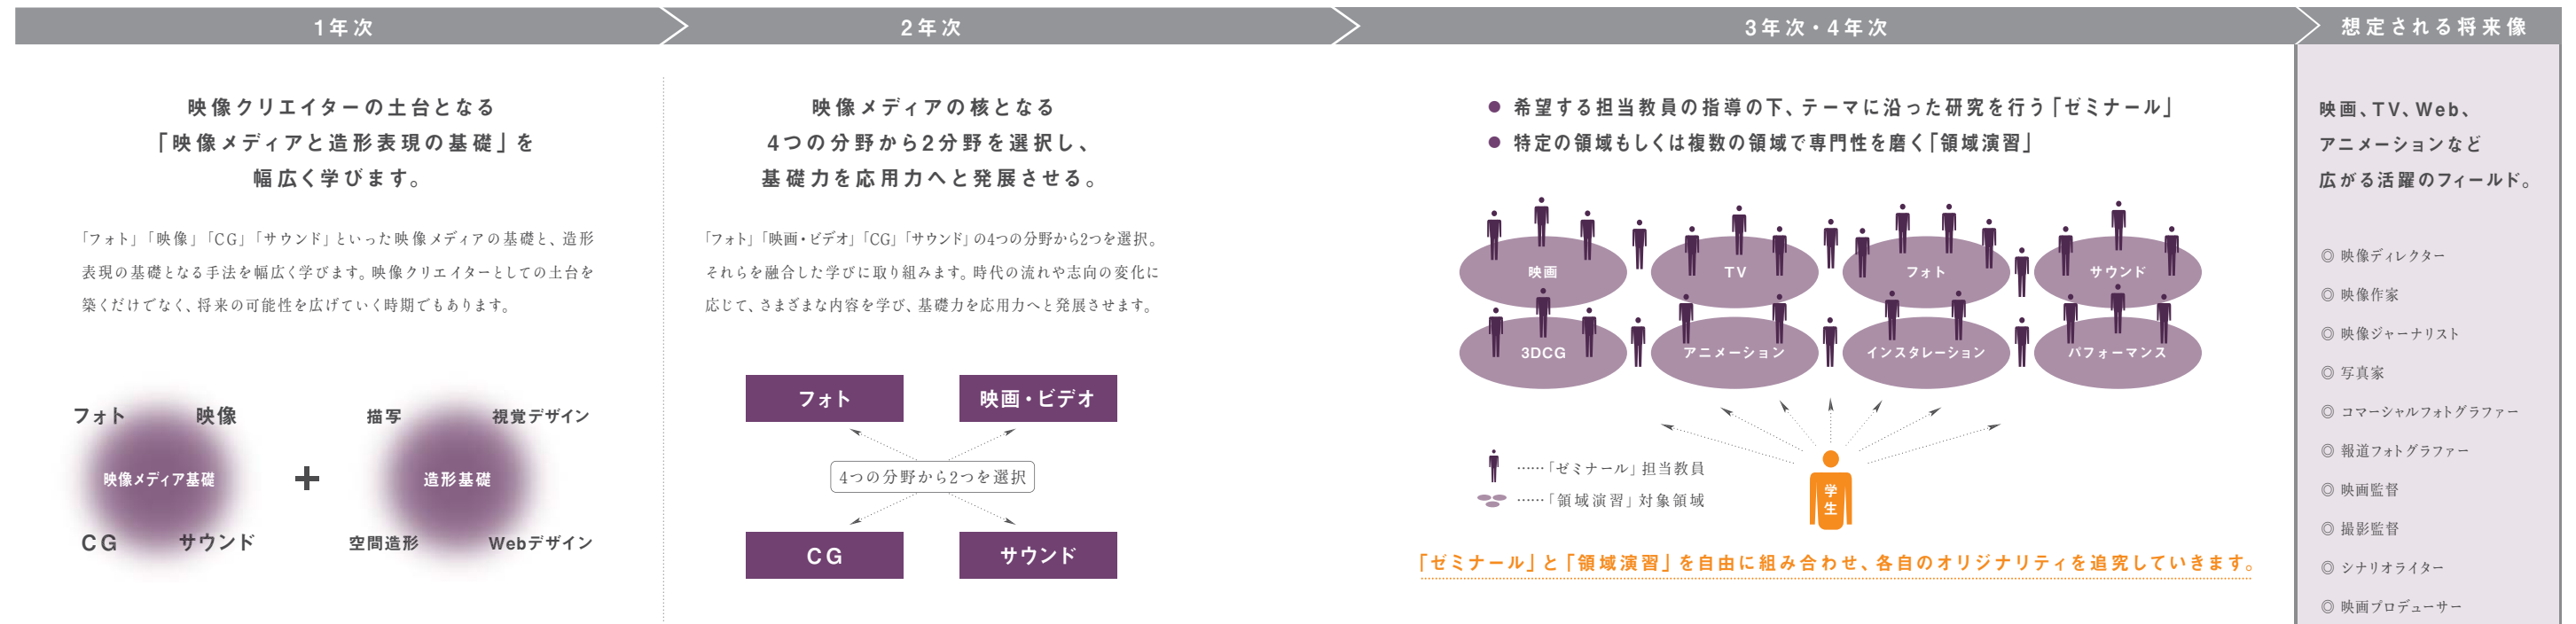 1年次
2年次
3年次・4年次
想定される将来像
映像クリエイターの土台となる
「映像メディアと造形表現の基礎」を
幅広く学びます。
「フォト」「映像」「CG」「サウンド」といった映像メディアの基礎と、造形
表現の基礎となる手法を幅広く学びます。映像クリエイターとしての土台を
築くだけでなく、将来の可能性を広げていく時期でもあります。
フォト
映像
映像メディア基礎
CG
サウンド
+
描写
視覚デザイン
造形基礎
空間造形
Webデザイン
映像メディアの核となる
4つの分野から2分野を選択し、
基礎力を応用力へと発展させる。
「フォト」「映画・ビデオ」「CG」「サウンド」の4つの分野から2つを選択。
それらを融合した学びに取り組みます。時代の流れや志向の変化に
応じて、さまざまな内容を学び、基礎力を応用力へと発展させます。
フォト
映画・ビデオ
4つの分野から2つを選択
CG
サウンド
● 希望する担当教員の指導の下、テーマに沿った研究を行う「ゼミナール」
● 特定の領域もしくは複数の領域で専門性を磨く「領域演習」
映画
TV
フォト
サウンド
3DCG
アニメーション
インスタレーション
パフォーマンス
……「ゼミナール」担当教員
……「領域演習」対象領域
学生
「ゼミナール」と「領域演習」を自由に組み合わせ、各自のオリジナリティを追究していきます。
映画、TV、Web、
アニメーションなど
広がる活躍のフィールド。
◎ 映像ディレクター
◎ 映像作家
◎ 映像ジャーナリスト
◎ 写真家
◎ コマーシャルフォトグラファー
◎ 報道フォトグラファー
◎ 映画監督
◎ 撮影監督
◎ シナリオライター
◎ 映画プロデューサー